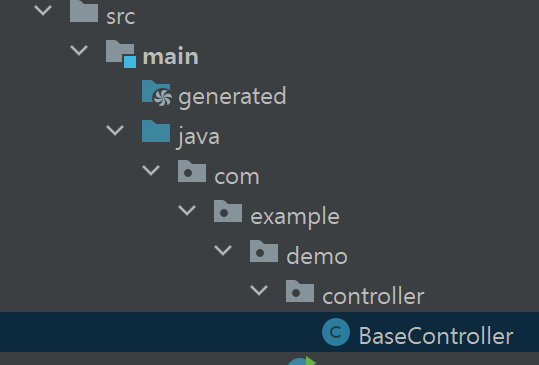 src
main
generated
java
com
example
demo
controller
BaseController